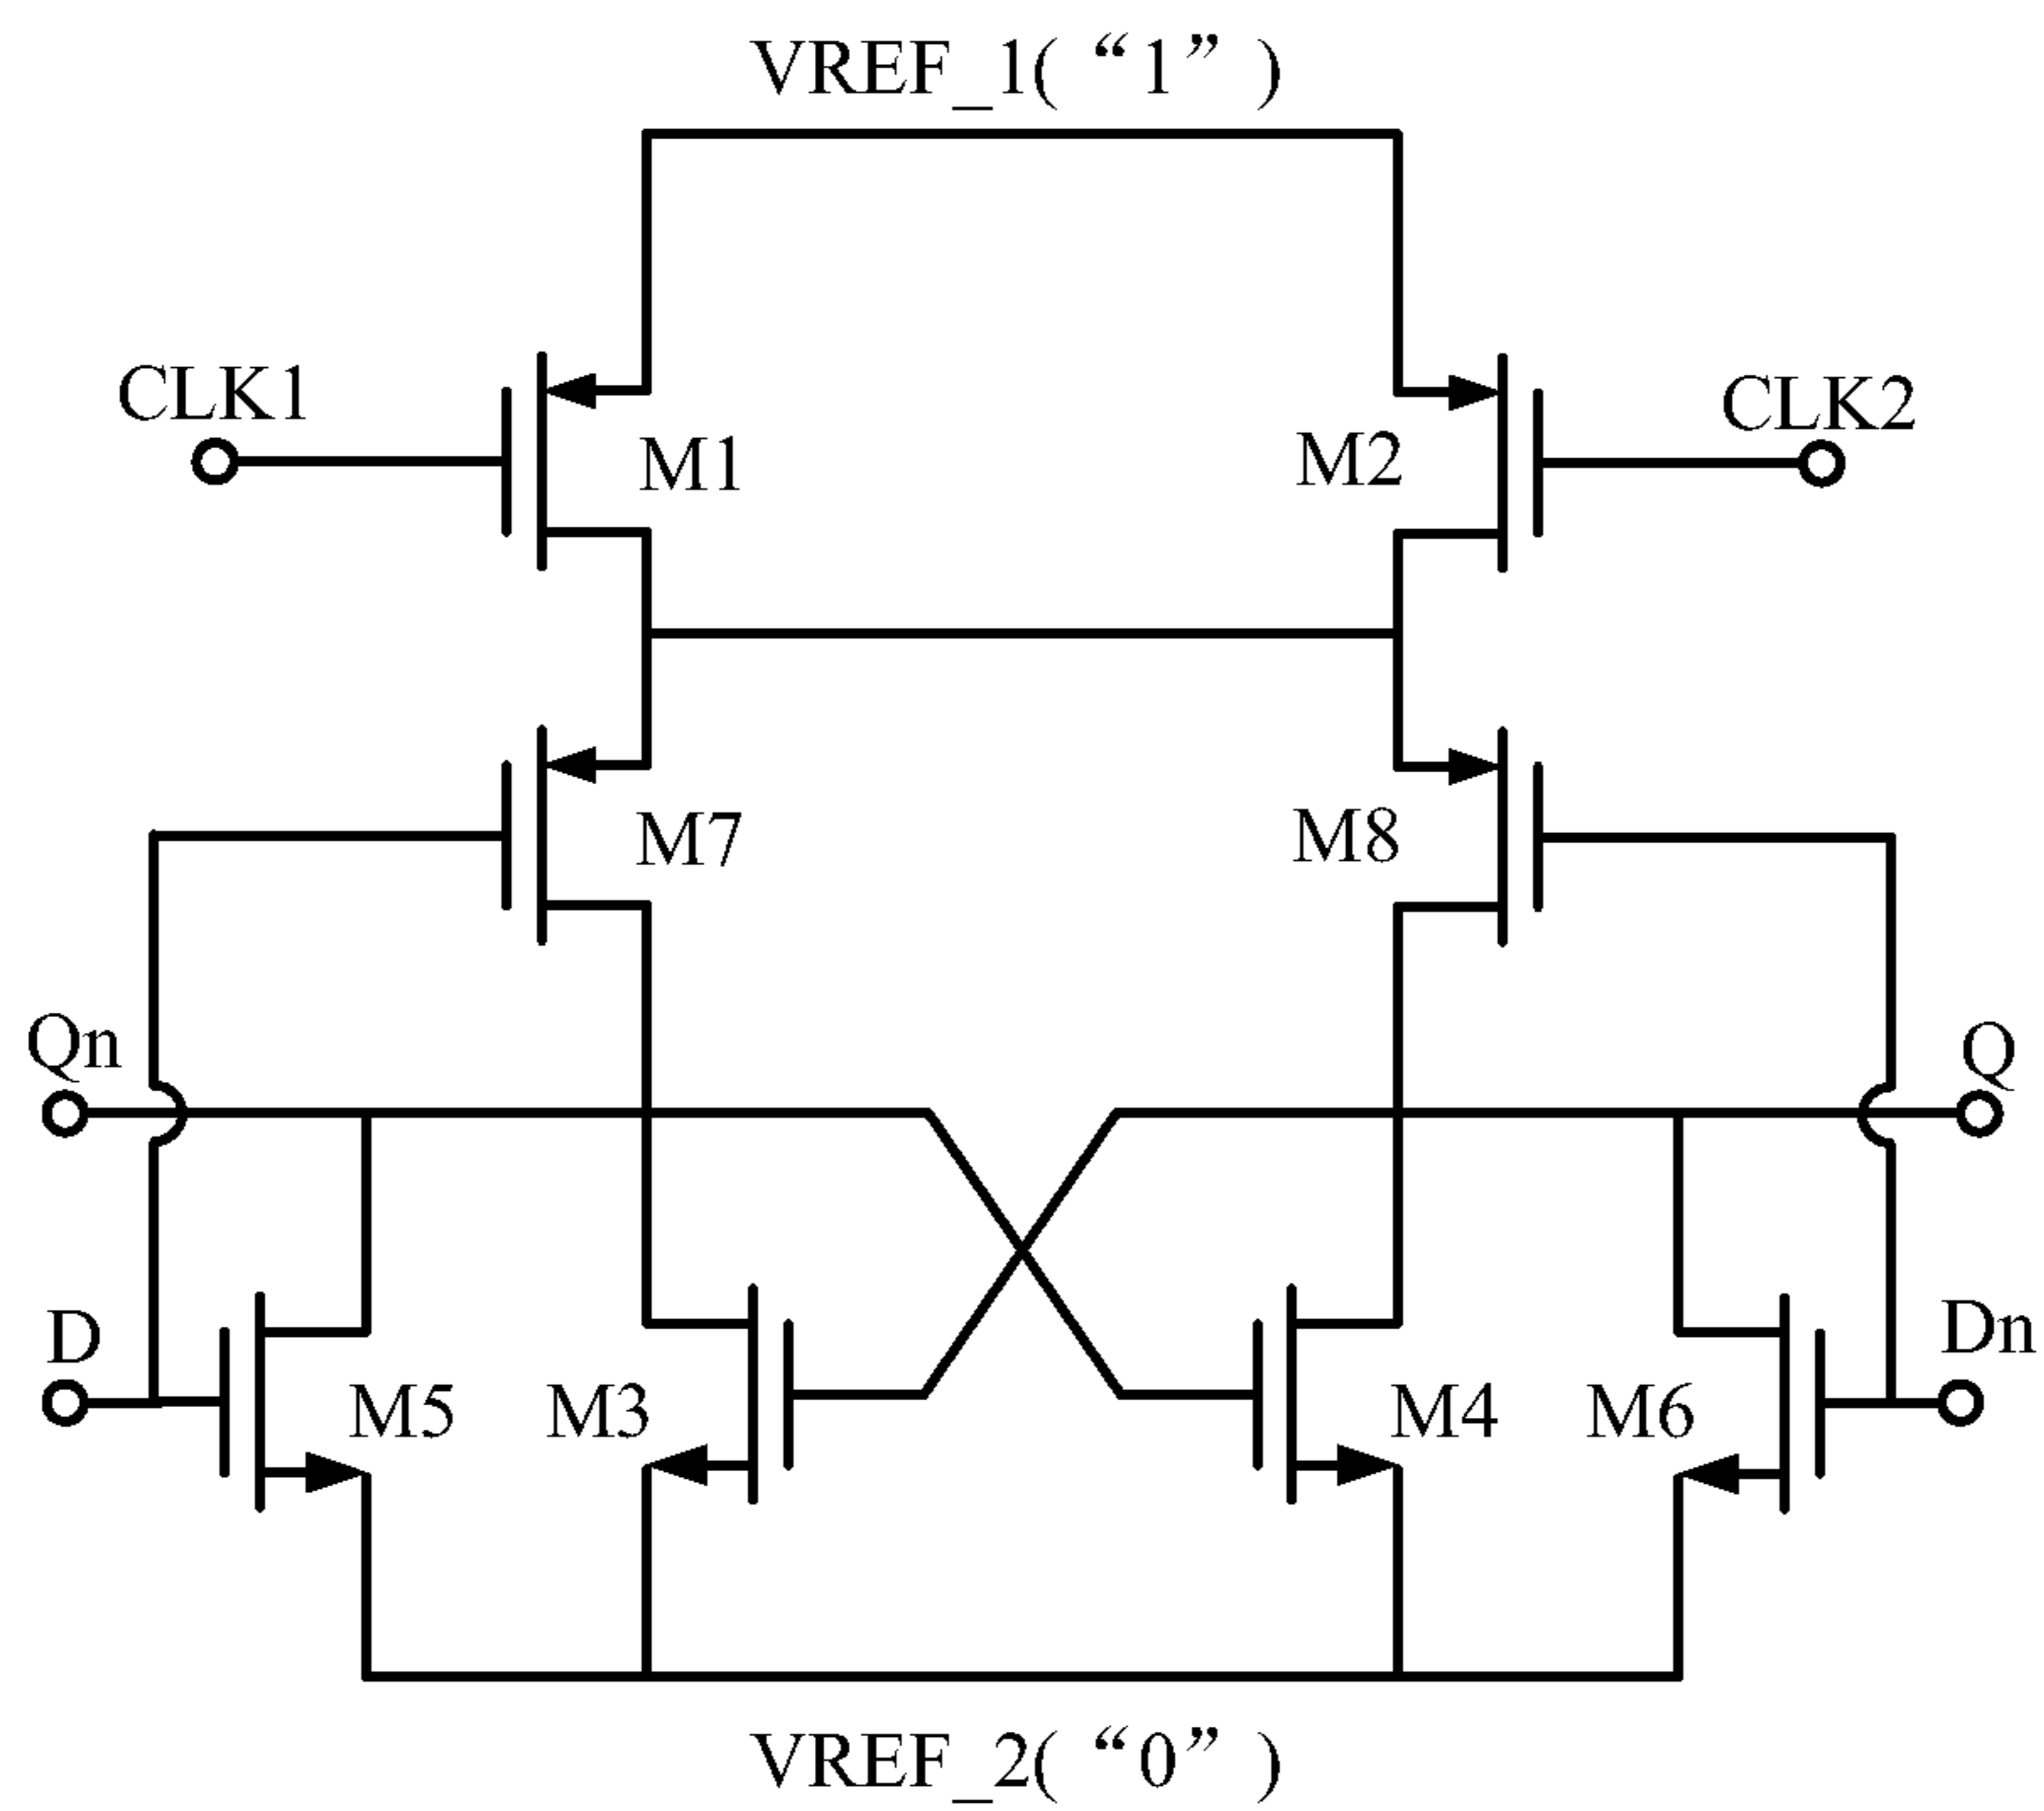 VREF_1(“1”)
CLK1
CLK2
M1
M2
M7
M8
Qn
Q
D
Dn
M5
M3
M4
M6
VREF_2(“0”)